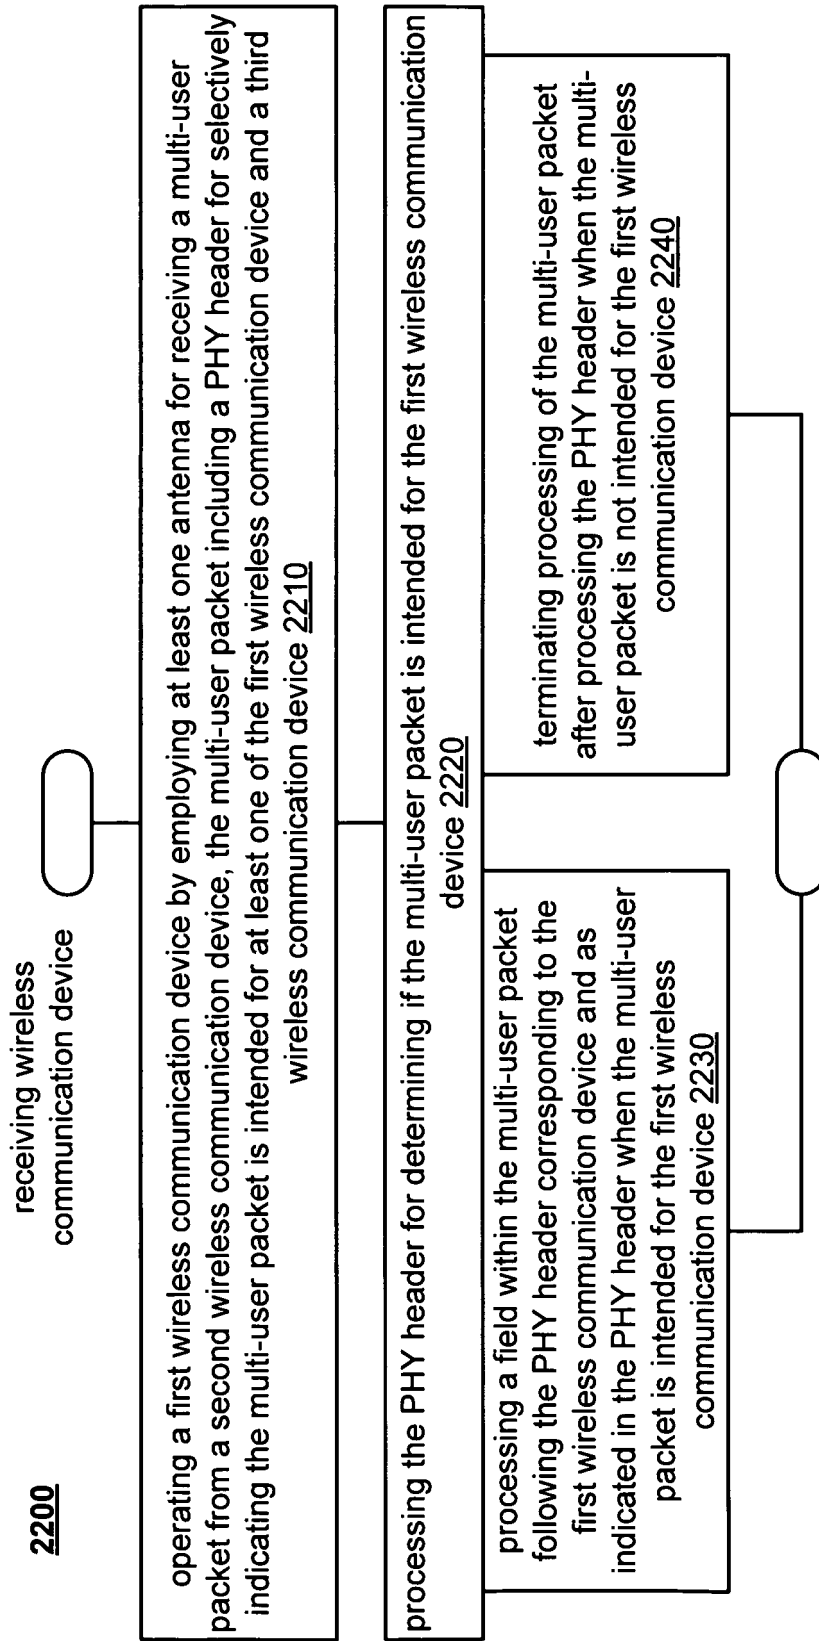 2200
receiving wireless
communication device
operating a first wireless communication device by employing at least one antenna for receiving a multi-user
packet from a second wireless communication device, the multi-user packet including a PHY header for selectively
indicating the multi-user packet is intended for at least one of the first wireless communication device and a third
wireless communication device 2210
processing the PHY header for determining if the multi-user packet is intended for the first wireless communication
device 2220
processing a field within the multi-user packet
following the PHY header corresponding to the
first wireless communication device and as
indicated in the PHY header when the multi-user
packet is intended for the first wireless
communication device 2230
terminating processing of the multi-user packet
after processing the PHY header when the multi-
user packet is not intended for the first wireless
communication device 2240